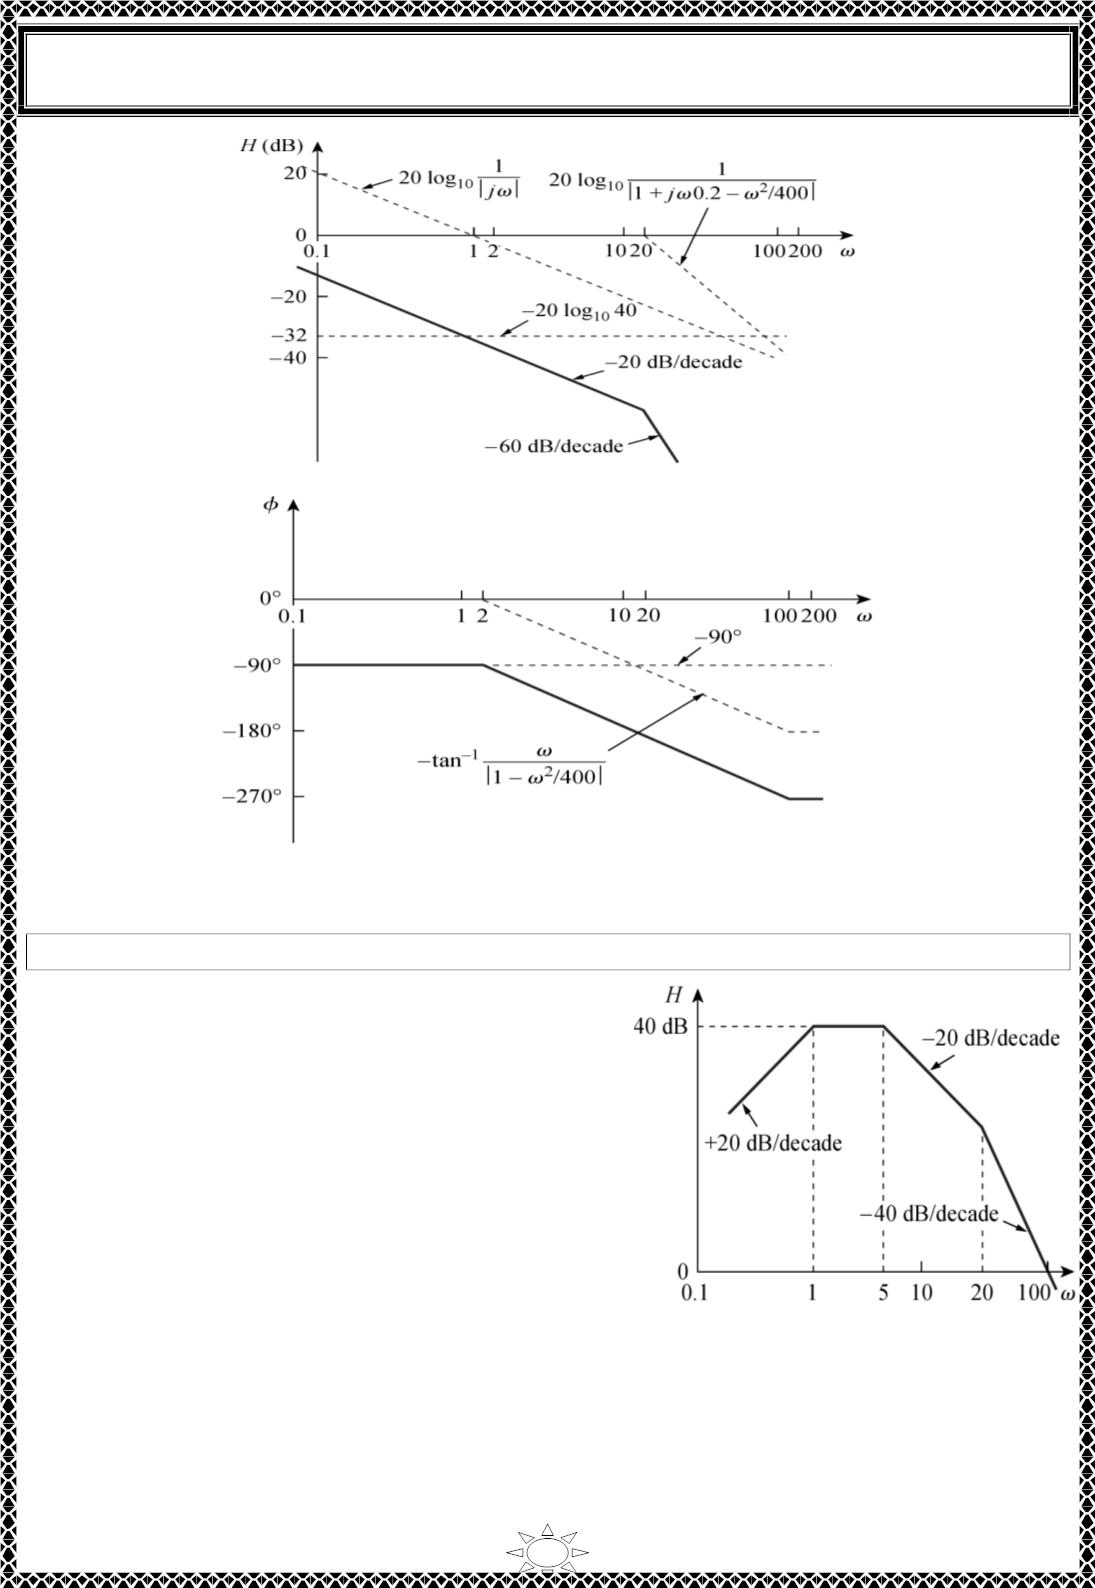 H (dB)
20
20 log₁₀ 1/|jω|
20 log₁₀ 1/|1 + jω0.2 − ω²/400|
0
0.1 1 2 10 20 100 200 ω
−20
−20 log₁₀ 40
−32
−40
−20 dB/decade
−60 dB/decade
ϕ
0°
0.1 1 2 10 20 100 200 ω
−90°
−90°
−180°
−tan⁻¹ ω/|1 − ω²/400|
−270°
H
40 dB
−20 dB/decade
+20 dB/decade
−40 dB/decade
0
0.1 1 5 10 20 100 ω